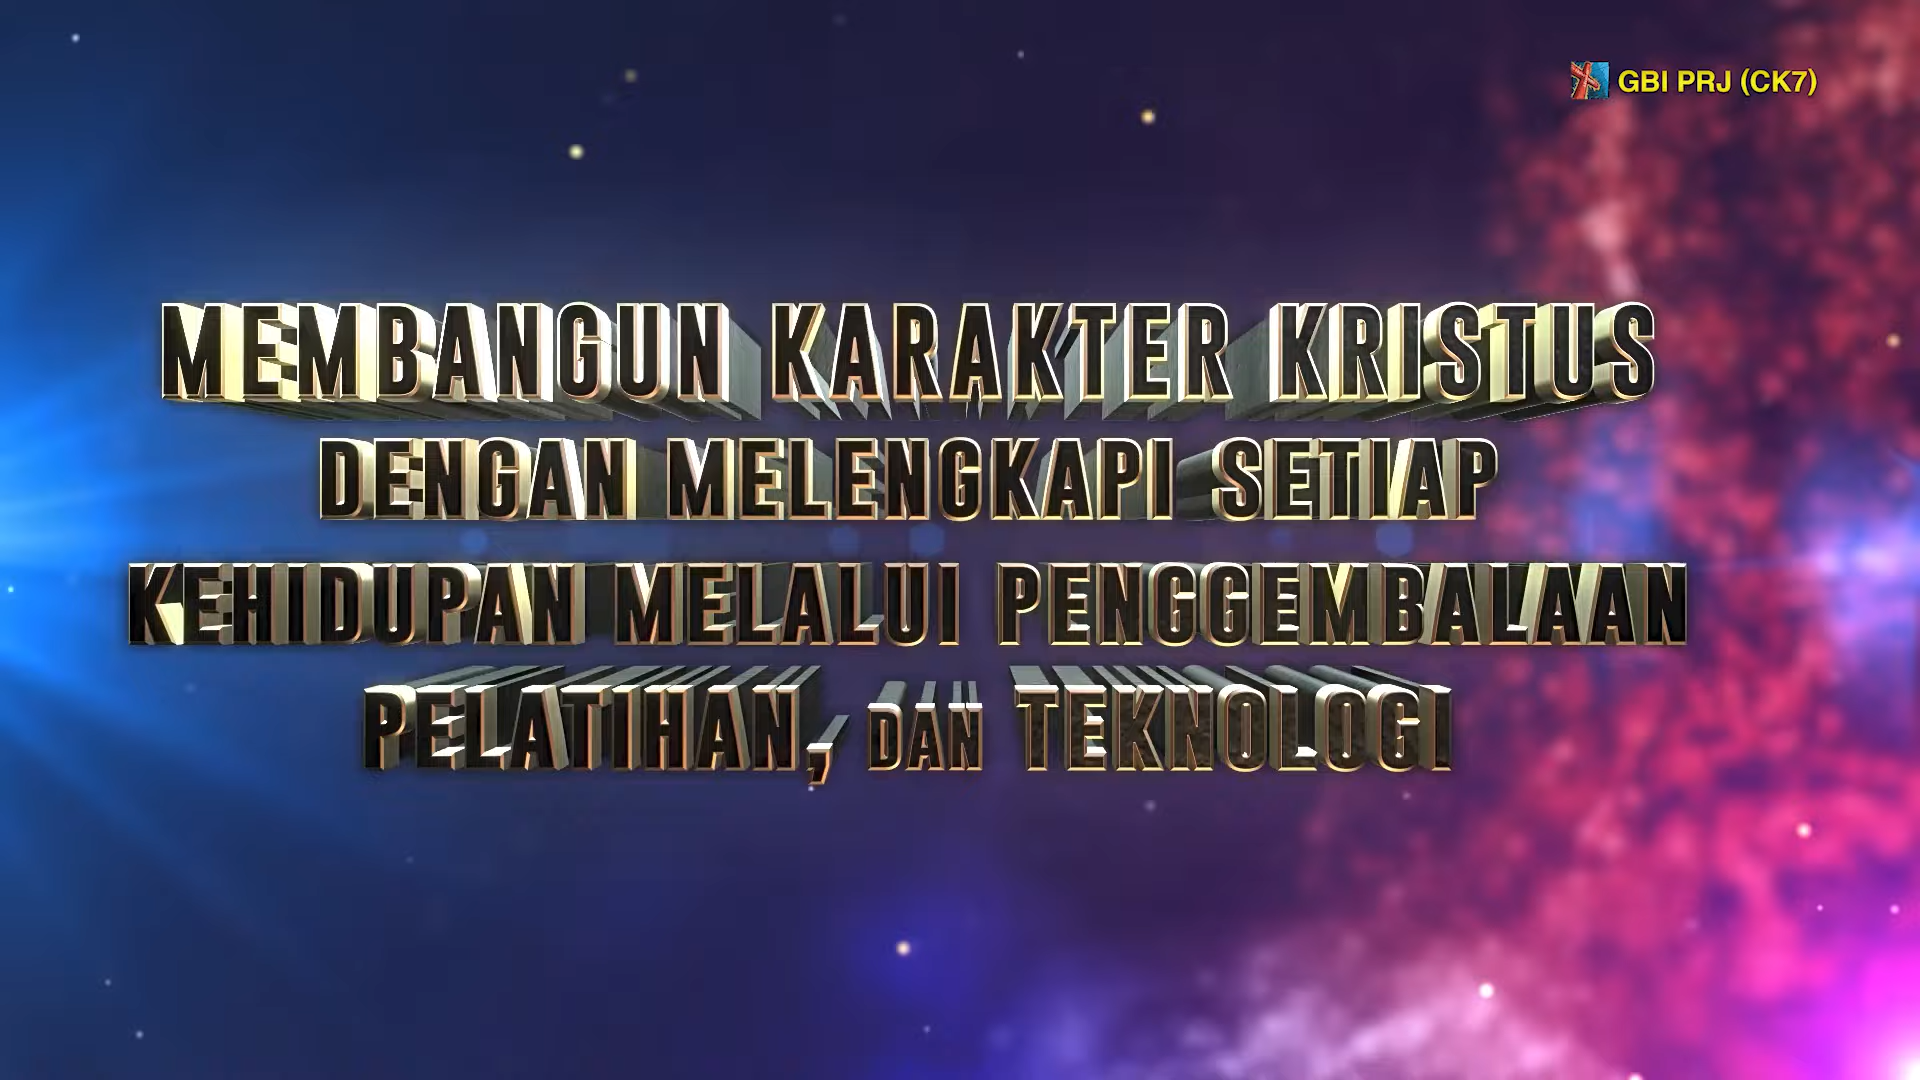 GBI PRJ (CK7)
MEMBANGUN KARAKTER KRISTUS
DENGAN MELENGKAPI SETIAP
KEHIDUPAN MELALUI PENGGEMBALAAN
PELATIHAN, DAN TEKNOLOGI